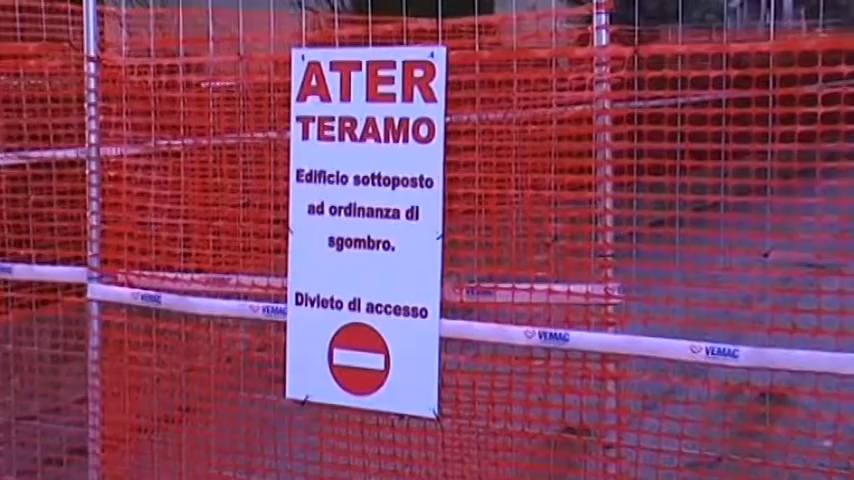 ATER
TERAMO
Edificio sottoposto
ad ordinanza di
sgombro.
Divieto di accesso
VEMAC
VEMAC
VEMAC
VEMAC